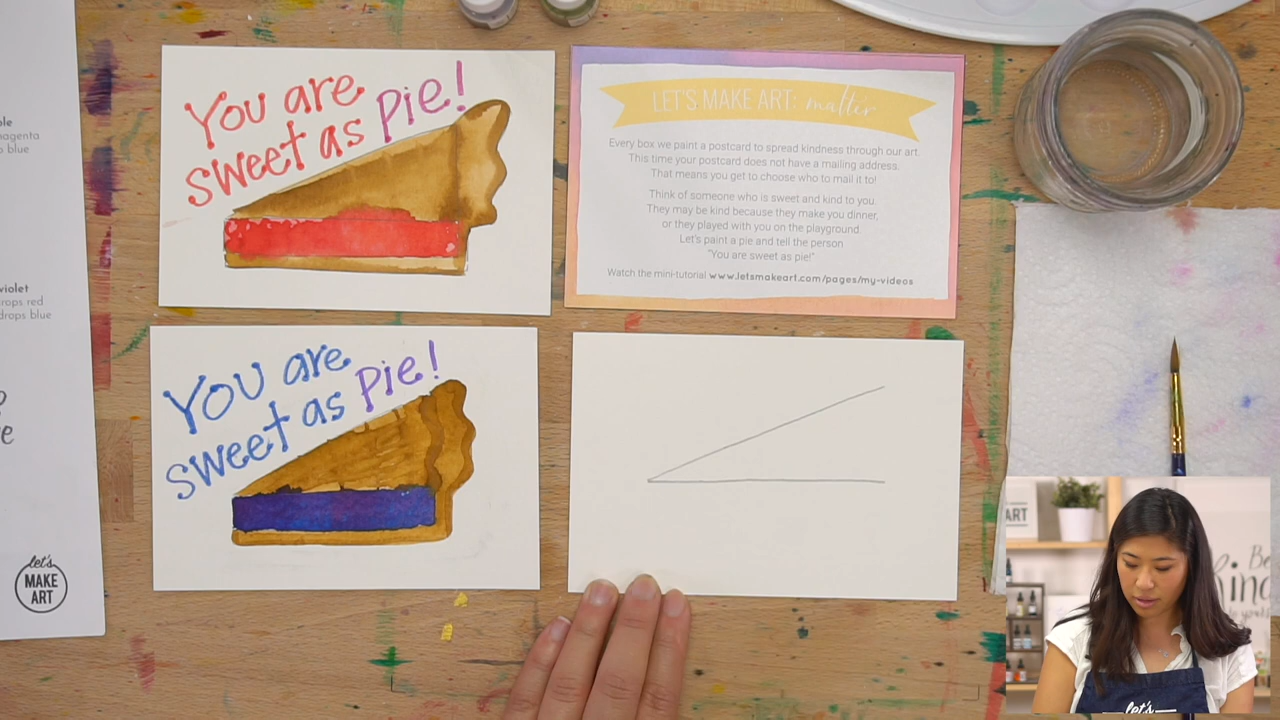 ple
nagenta
o blue
violet
drops red
drops blue
let's
MAKE
ART
You are
sweet as pie!
LET'S MAKE ART: matter
Every box we paint a postcard to spread kindness through our art.
This time your postcard does not have a mailing address.
That means you get to choose who to mail it to!
Think of someone who is sweet and kind to you.
They may be kind because they make you dinner,
or they played with you on the playground.
Let's paint a pie and tell the person
"You are sweet as pie!"
Watch the mini-tutorial www.letsmakeart.com/pages/my-videos
You are
sweet as pie!
ART
Be
let's